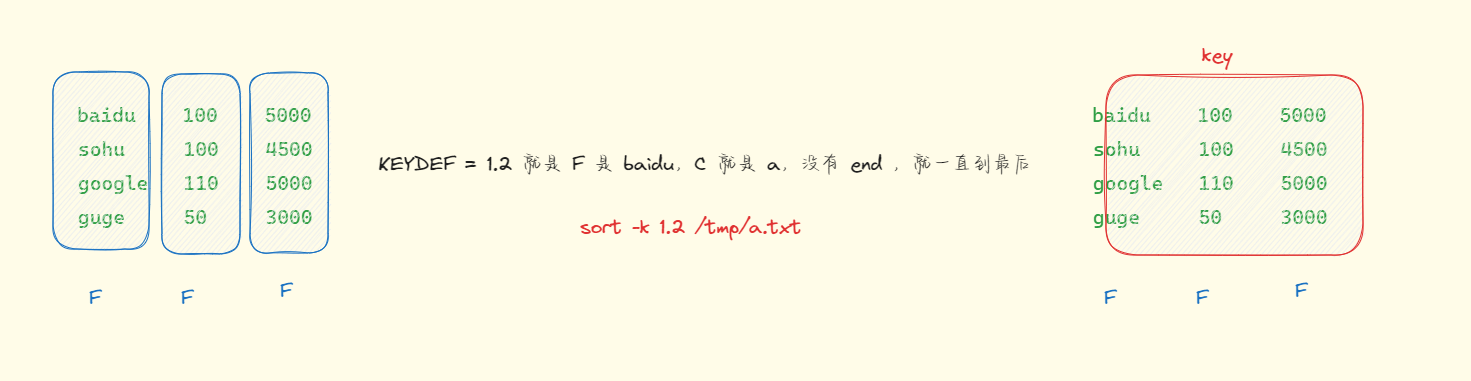 key
baidu 100 5000
sohu 100 4500
google 110 5000
guge 50 3000
F F F
KEYDEF = 1.2 就是 F 是 baidu, C 就是 a, 没有 end , 就一直到最后
sort -k 1.2 /tmp/a.txt
baidu 100 5000
sohu 100 4500
google 110 5000
guge 50 3000
F F F